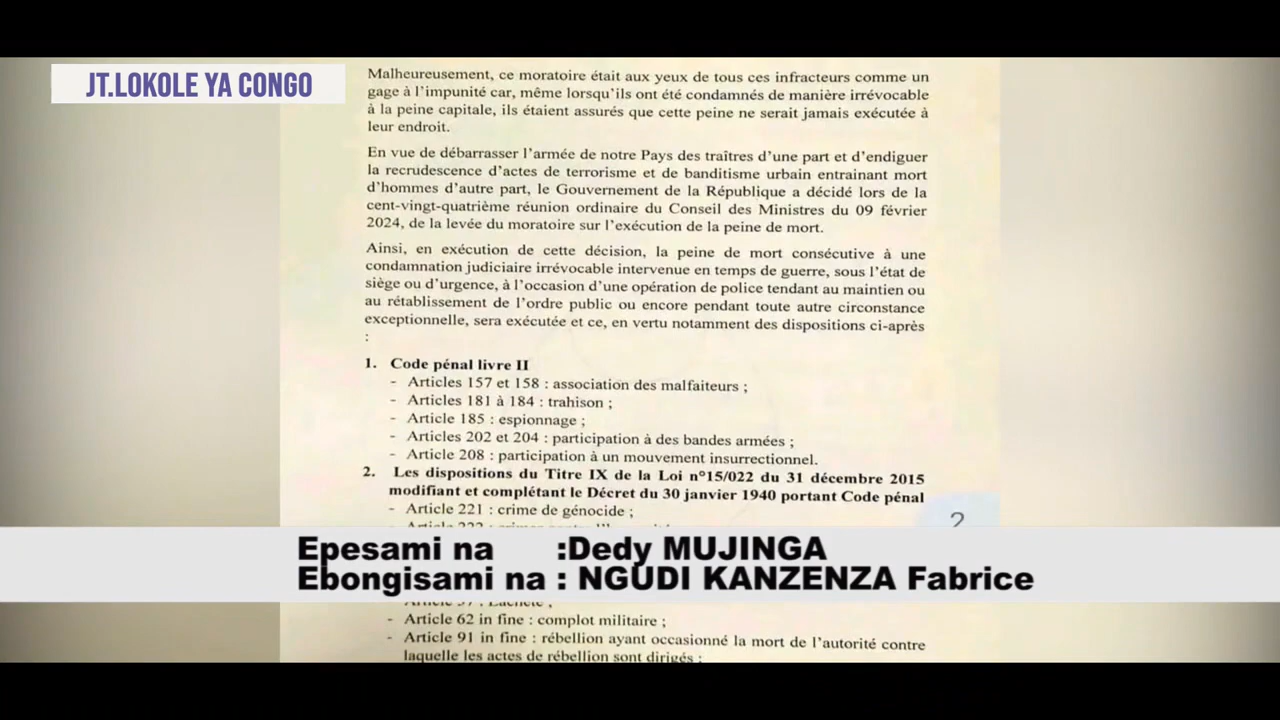 JT.LOKOLE YA CONGO
Malheureusement, ce moratoire était aux yeux de tous ces infracteurs comme un
gage à l'impunité car, même lorsqu'ils ont été condamnés de manière irrévocable
à la peine capitale, ils étaient assurés que cette peine ne serait jamais exécutée à
leur endroit.
En vue de débarrasser l'armée de notre Pays des traîtres d'une part et d'endiguer
la recrudescence d'actes de terrorisme et de banditisme urbain entrainant mort
d'hommes d'autre part, le Gouvernement de la République a décidé lors de la
cent-vingt-quatrième réunion ordinaire du Conseil des Ministres du 09 février
2024, de la levée du moratoire sur l'exécution de la peine de mort.
Ainsi, en exécution de cette décision, la peine de mort consécutive à une
condamnation judiciaire irrévocable intervenue en temps de guerre, sous l'état de
siège ou d'urgence, à l'occasion d'une opération de police tendant au maintien ou
au rétablissement de l'ordre public ou encore pendant toute autre circonstance
exceptionnelle, sera exécutée et ce, en vertu notamment des dispositions ci-après
:
1. Code pénal livre II
- Articles 157 et 158 : association des malfaiteurs ;
- Articles 181 à 184 : trahison ;
- Article 185 : espionnage ;
- Articles 202 et 204 : participation à des bandes armées ;
- Article 208 : participation à un mouvement insurrectionnel.
2. Les dispositions du Titre IX de la Loi n°15/022 du 31 décembre 2015
modifiant et complétant le Décret du 30 janvier 1940 portant Code pénal
- Article 221 : crime de génocide ;
2
Epesami na :Dedy MUJINGA
Ebongisami na : NGUDI KANZENZA Fabrice
- Article 62 in fine : complot militaire ;
- Article 91 in fine : rébellion ayant occasionné la mort de l'autorité contre
laquelle les actes de rébellion sont dirigés ;